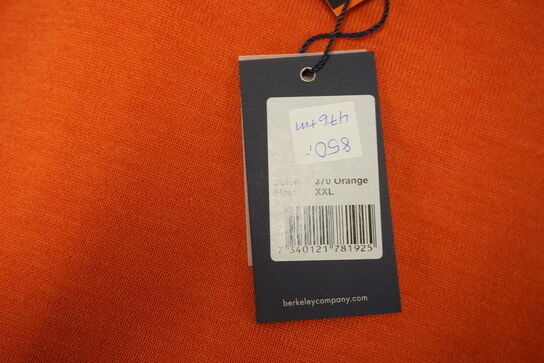 850,-
476+m
370 Orange
XXL
7 340121 781925
berkeleycompany.com